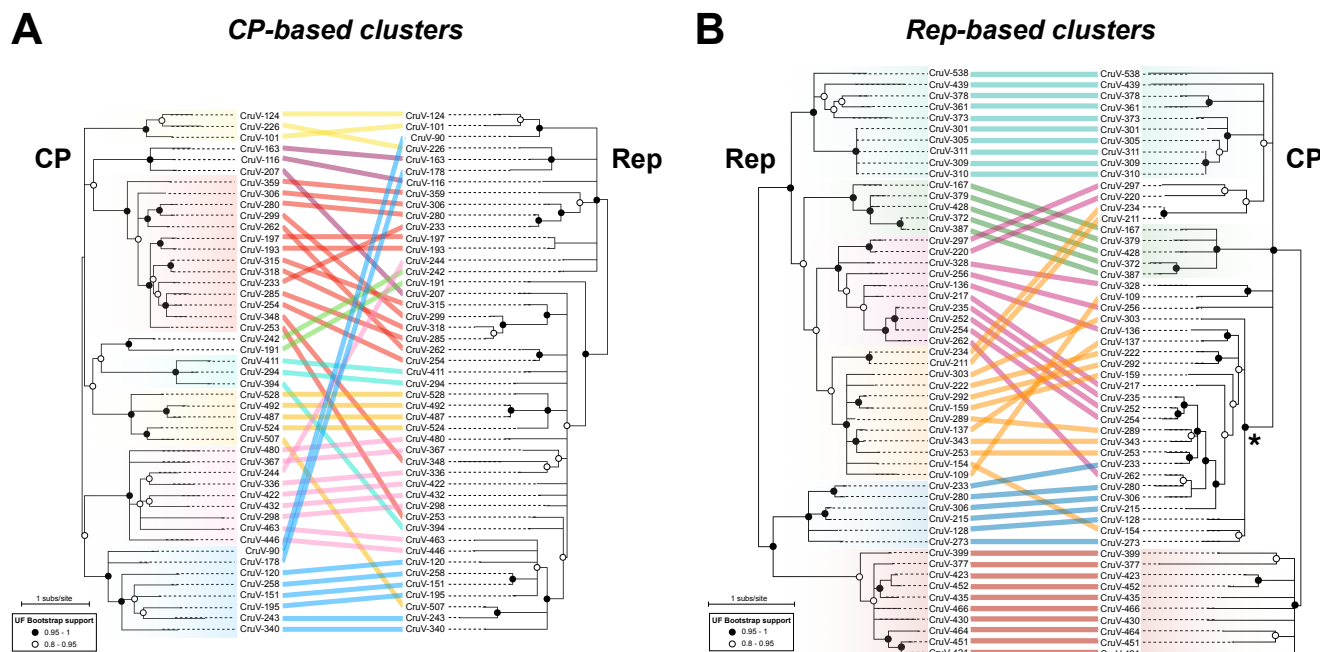 A
CP-based clusters
CP
CruV-124
CruV-226
CruV-101
CruV-163
CruV-116
CruV-207
CruV-359
CruV-306
CruV-280
CruV-299
CruV-262
CruV-197
CruV-193
CruV-315
CruV-318
CruV-233
CruV-285
CruV-254
CruV-348
CruV-253
CruV-242
CruV-191
CruV-411
CruV-294
CruV-394
CruV-528
CruV-492
CruV-487
CruV-524
CruV-507
CruV-480
CruV-367
CruV-244
CruV-336
CruV-422
CruV-432
CruV-298
CruV-463
CruV-446
CruV-90
CruV-178
CruV-120
CruV-258
CruV-151
CruV-195
CruV-243
CruV-340
CruV-124
CruV-101
CruV-90
CruV-226
CruV-163
CruV-178
CruV-116
CruV-359
CruV-306
CruV-280
CruV-233
CruV-197
CruV-193
CruV-244
CruV-242
CruV-191
CruV-207
CruV-315
CruV-299
CruV-318
CruV-285
CruV-262
CruV-254
CruV-411
CruV-294
CruV-528
CruV-492
CruV-487
CruV-524
CruV-480
CruV-367
CruV-348
CruV-336
CruV-422
CruV-432
CruV-298
CruV-253
CruV-394
CruV-463
CruV-446
CruV-120
CruV-258
CruV-151
CruV-195
CruV-507
CruV-243
CruV-340
Rep
1 subs/site
UF Bootstrap support
0.95 - 1
0.8 - 0.95
B
Rep-based clusters
Rep
CruV-538
CruV-439
CruV-378
CruV-361
CruV-373
CruV-301
CruV-305
CruV-311
CruV-309
CruV-310
CruV-167
CruV-379
CruV-428
CruV-372
CruV-387
CruV-297
CruV-220
CruV-328
CruV-256
CruV-136
CruV-217
CruV-235
CruV-252
CruV-254
CruV-262
CruV-234
CruV-211
CruV-303
CruV-222
CruV-292
CruV-159
CruV-289
CruV-137
CruV-343
CruV-253
CruV-154
CruV-109
CruV-233
CruV-280
CruV-306
CruV-215
CruV-128
CruV-273
CruV-399
CruV-377
CruV-423
CruV-452
CruV-435
CruV-466
CruV-430
CruV-464
CruV-451
CruV-538
CruV-439
CruV-378
CruV-361
CruV-373
CruV-301
CruV-305
CruV-311
CruV-309
CruV-310
CruV-297
CruV-220
CruV-234
CruV-211
CruV-167
CruV-379
CruV-428
CruV-372
CruV-387
CruV-328
CruV-109
CruV-256
CruV-303
CruV-136
CruV-137
CruV-222
CruV-292
CruV-159
CruV-217
CruV-235
CruV-252
CruV-254
CruV-289
CruV-343
CruV-253
CruV-233
CruV-262
CruV-280
CruV-306
CruV-215
CruV-128
CruV-154
CruV-273
CruV-399
CruV-377
CruV-423
CruV-452
CruV-435
CruV-466
CruV-430
CruV-464
CruV-451
CP
*
1 subs/site
UF Bootstrap support
0.95 - 1
0.8 - 0.95